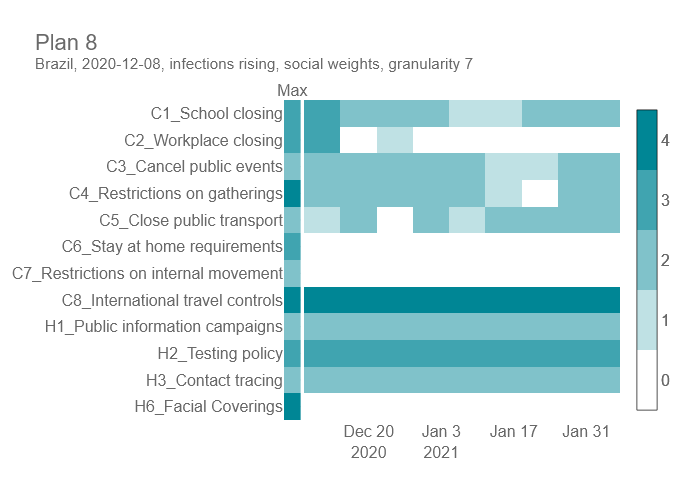 Plan 8
Brazil, 2020-12-08, infections rising, social weights, granularity 7
Max
C1_School closing
C2_Workplace closing
C3_Cancel public events
C4_Restrictions on gatherings
C5_Close public transport
C6_Stay at home requirements
C7_Restrictions on internal movement
C8_International travel controls
H1_Public information campaigns
H2_Testing policy
H3_Contact tracing
H6_Facial Coverings
Dec 20 Jan 3 Jan 17 Jan 31
2020 2021
4
3
2
1
0